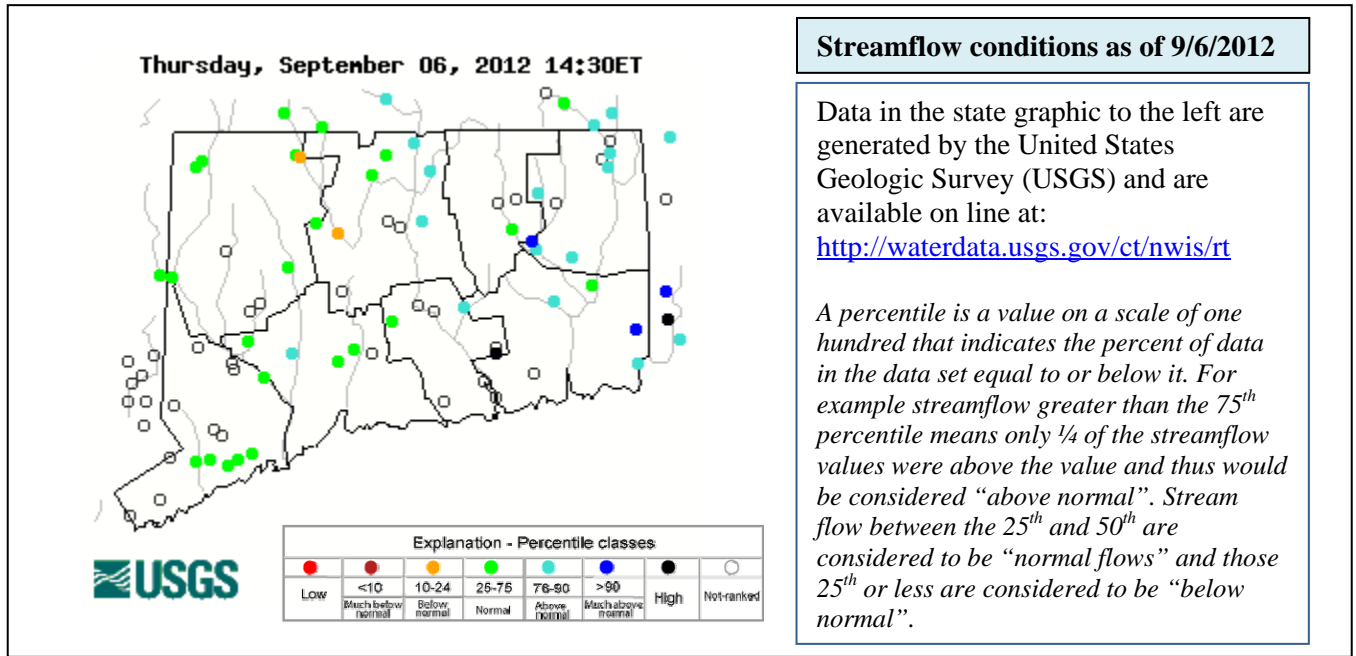 Thursday, September 06, 2012 14:30ET
USGS
Explanation - Percentile classes
Low
<10
Much below normal
10-24
Below normal
25-75
Normal
76-90
Above normal
>90
Much above normal
High
Not-ranked
Streamflow conditions as of 9/6/2012
Data in the state graphic to the left are
generated by the United States
Geologic Survey (USGS) and are
available on line at:
http://waterdata.usgs.gov/ct/nwis/rt
A percentile is a value on a scale of one
hundred that indicates the percent of data
in the data set equal to or below it. For
example streamflow greater than the 75th
percentile means only ¼ of the streamflow
values were above the value and thus would
be considered “above normal”. Stream
flow between the 25th and 50th are
considered to be “normal flows” and those
25th or less are considered to be “below
normal”.